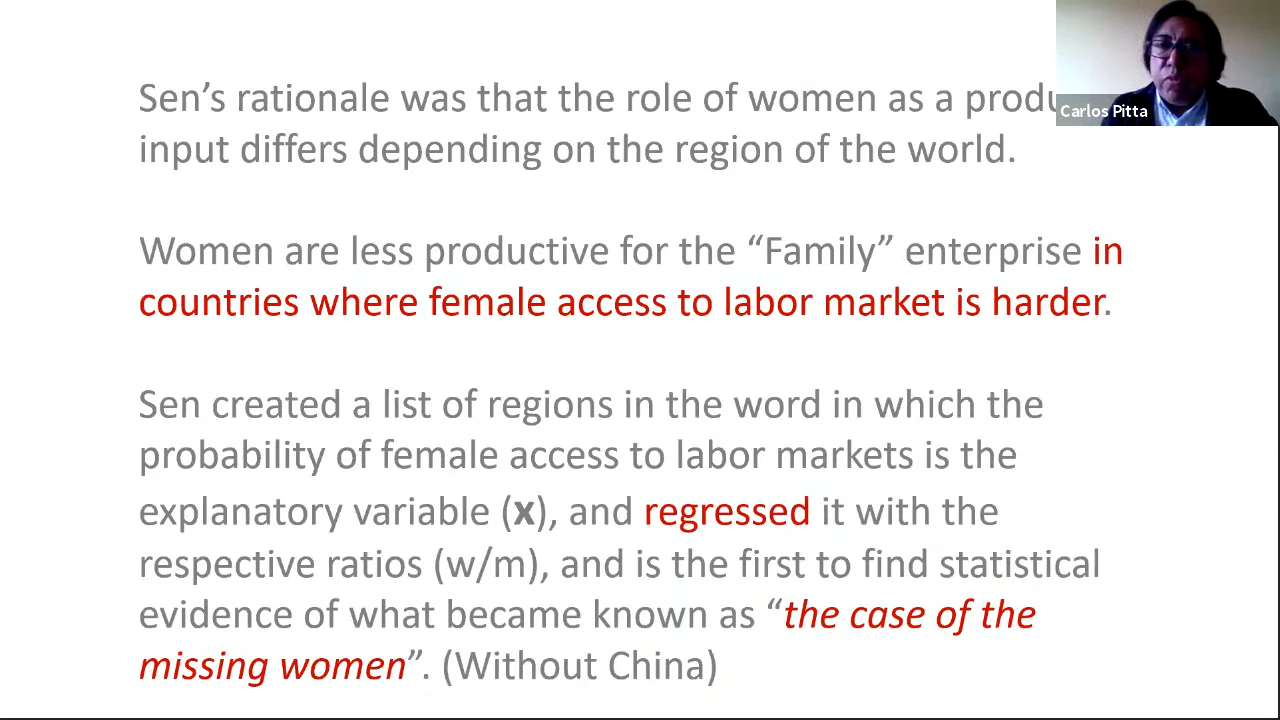 Sen’s rationale was that the role of women as a
input differs depending on the region of the world.
Women are less productive for the “Family” enterprise in
countries where female access to labor market is harder.
Sen created a list of regions in the word in which the
probability of female access to labor markets is the
explanatory variable (x), and regressed it with the
respective ratios (w/m), and is the first to find statistical
evidence of what became known as “the case of the
missing women”. (Without China)
Carlos Pitta